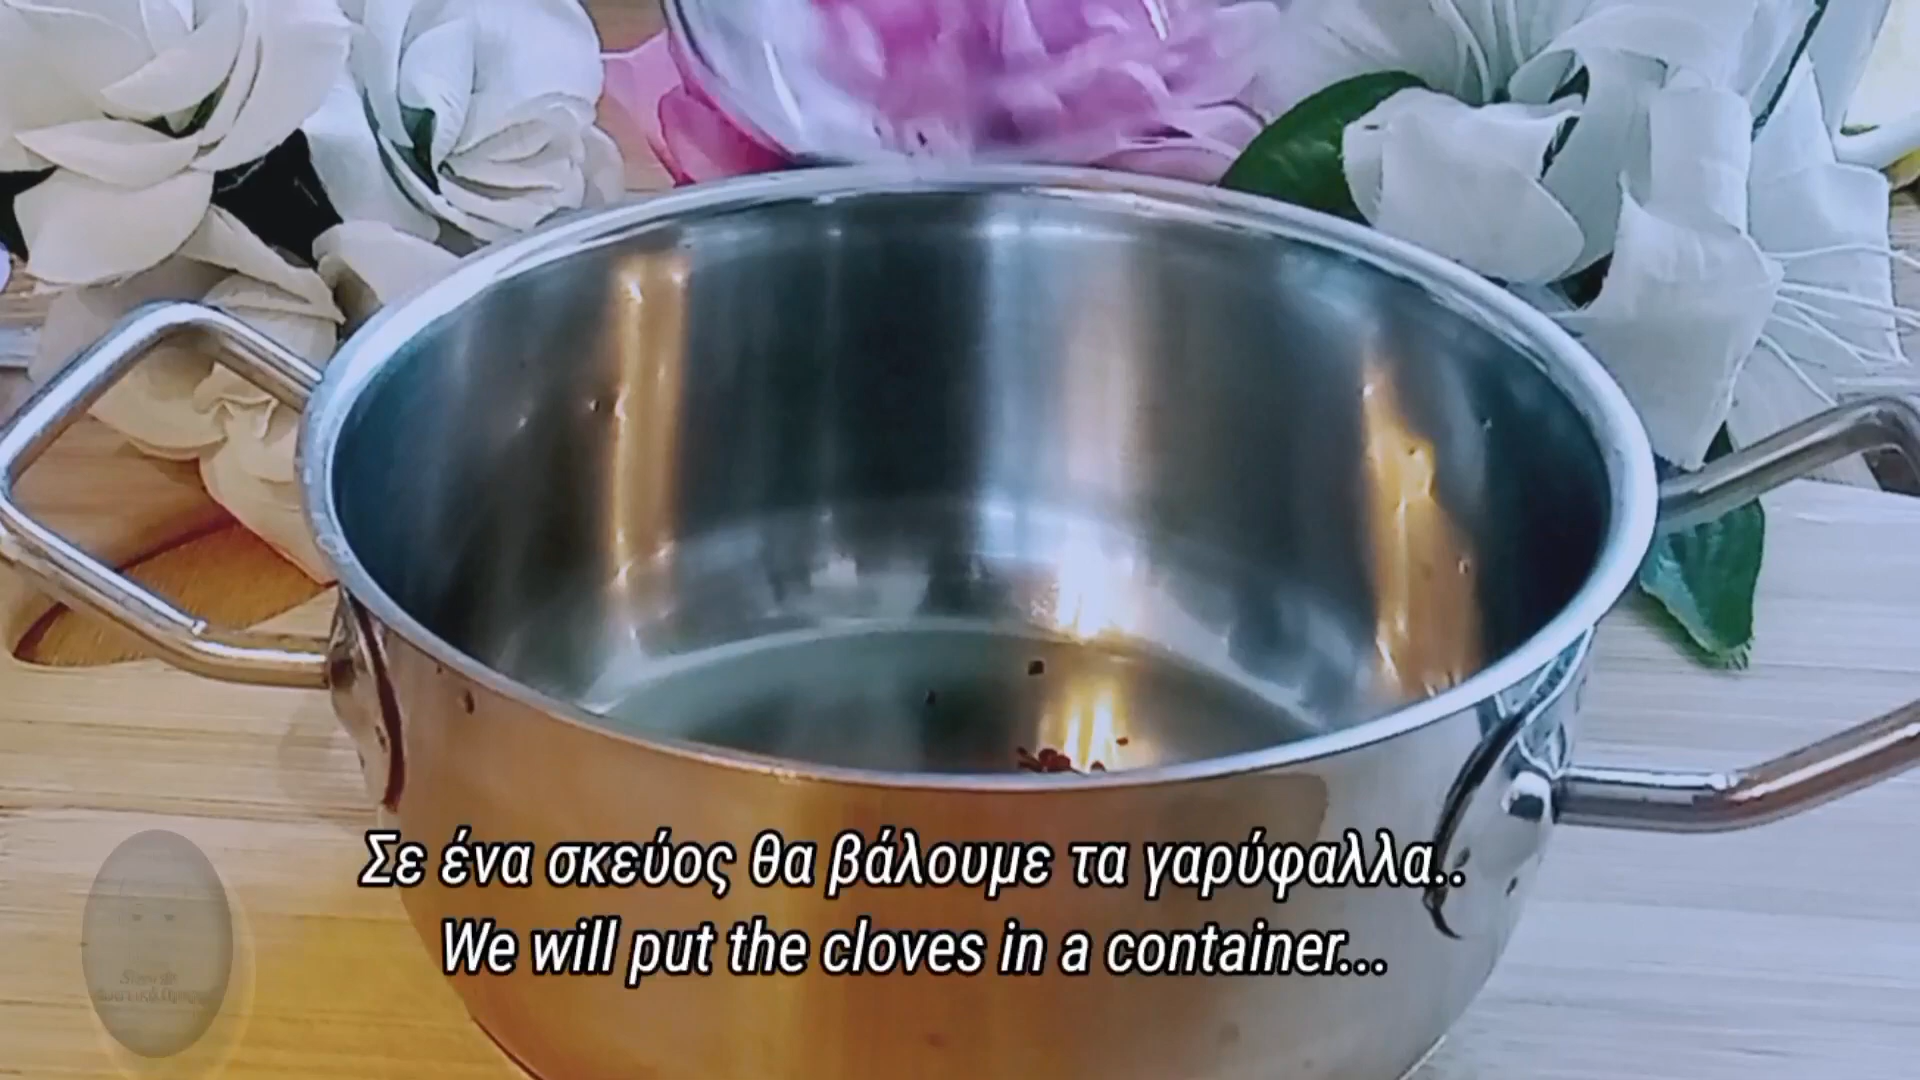 Σε ένα σκεύος θα βάλουμε τα γαρύφαλλα..
We will put the cloves in a container...